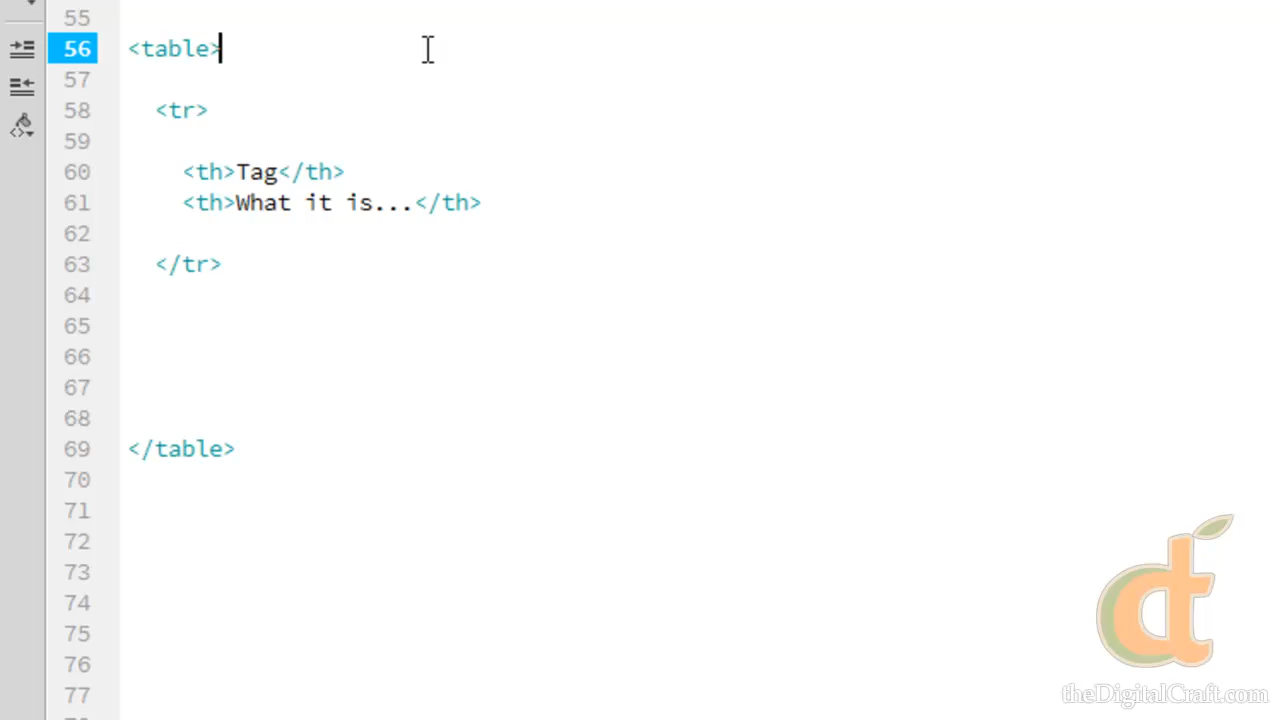 55
56 <table>
57
58 <tr>
59
60 <th>Tag</th>
61 <th>What it is...</th>
62
63 </tr>
64
65
66
67
68
69 </table>
70
71
72
73
74
75
76
77
dt
theDigitalCraft.com